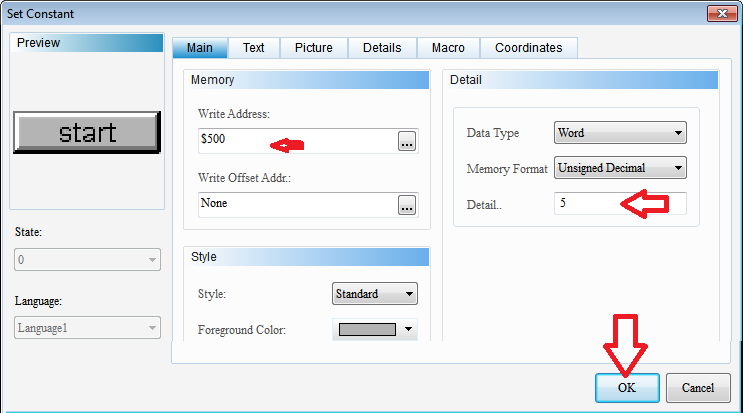 Set Constant
Preview
start
State:
0
Language:
Language1
Main Text Picture Details Macro Coordinates
Memory
Write Address:
$500
...
Write Offset Addr.:
None
...
Style
Style:
Standard
Foreground Color:
Detail
Data Type
Word
Memory Format
Unsigned Decimal
Detail..
5
OK
Cancel